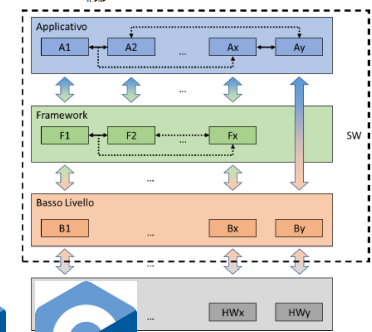 Applicativo
A1 A2 ... Ax Ay
...
Framework
F1 F2 ... Fx
SW
...
Basso Livello
B1 ... Bx By
...
... HWx HWy